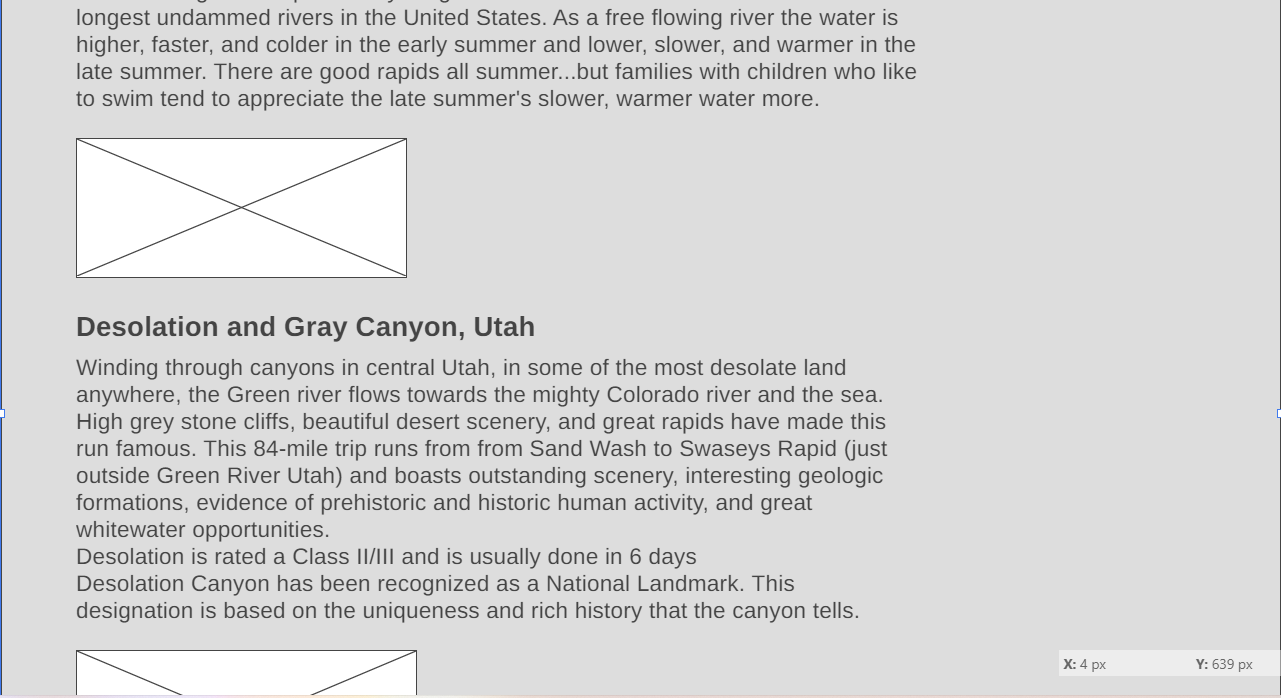 longest undammed rivers in the United States. As a free flowing river the water is
higher, faster, and colder in the early summer and lower, slower, and warmer in the
late summer. There are good rapids all summer...but families with children who like
to swim tend to appreciate the late summer's slower, warmer water more.
Desolation and Gray Canyon, Utah
Winding through canyons in central Utah, in some of the most desolate land
anywhere, the Green river flows towards the mighty Colorado river and the sea.
High grey stone cliffs, beautiful desert scenery, and great rapids have made this
run famous. This 84-mile trip runs from from Sand Wash to Swaseys Rapid (just
outside Green River Utah) and boasts outstanding scenery, interesting geologic
formations, evidence of prehistoric and historic human activity, and great
whitewater opportunities.
Desolation is rated a Class II/III and is usually done in 6 days
Desolation Canyon has been recognized as a National Landmark. This
designation is based on the uniqueness and rich history that the canyon tells.
X: 4 px Y: 639 px